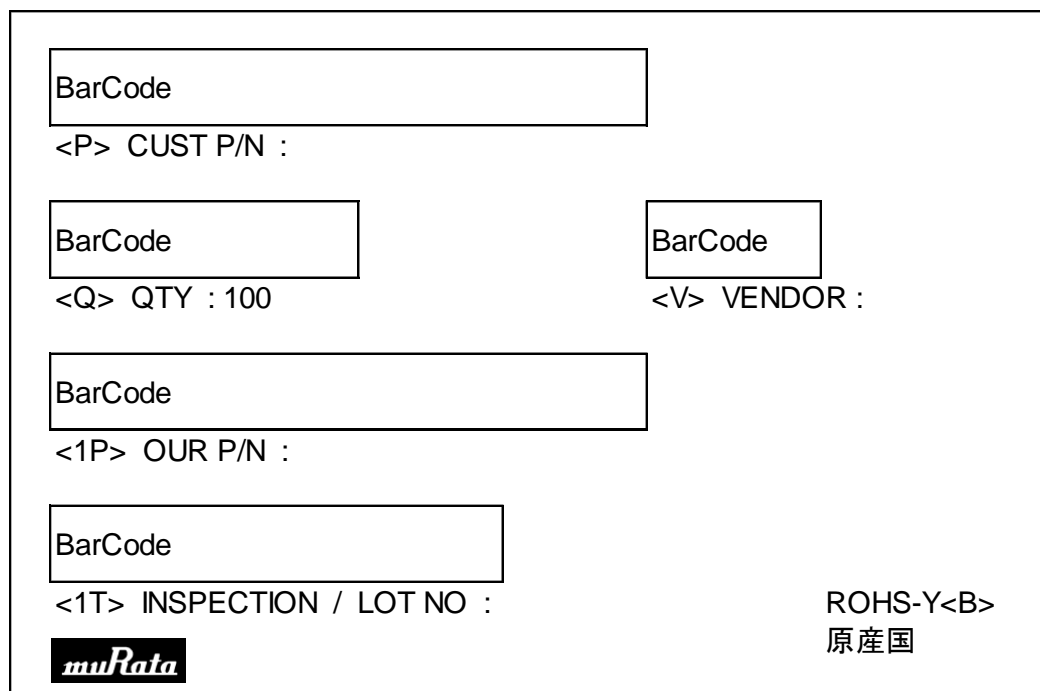 BarCode
<P> CUST P/N :
BarCode BarCode
<Q> QTY : 100 <V> VENDOR :
BarCode
<1P> OUR P/N :
BarCode
<1T> INSPECTION / LOT NO : ROHS-Y<B>
原産国
muRata